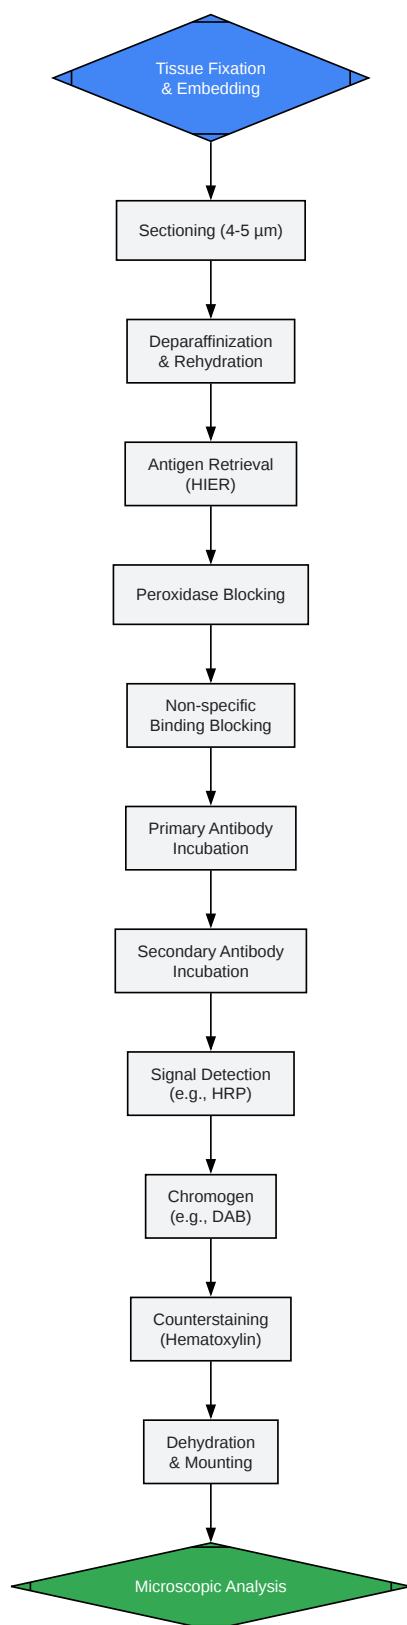 Tissue Fixation
& Embedding
Sectioning (4-5 µm)
Deparaffinization
& Rehydration
Antigen Retrieval
(HIER)
Peroxidase Blocking
Non-specific
Binding Blocking
Primary Antibody
Incubation
Secondary Antibody
Incubation
Signal Detection
(e.g., HRP)
Chromogen
(e.g., DAB)
Counterstaining
(Hematoxylin)
Dehydration
& Mounting
Microscopic Analysis